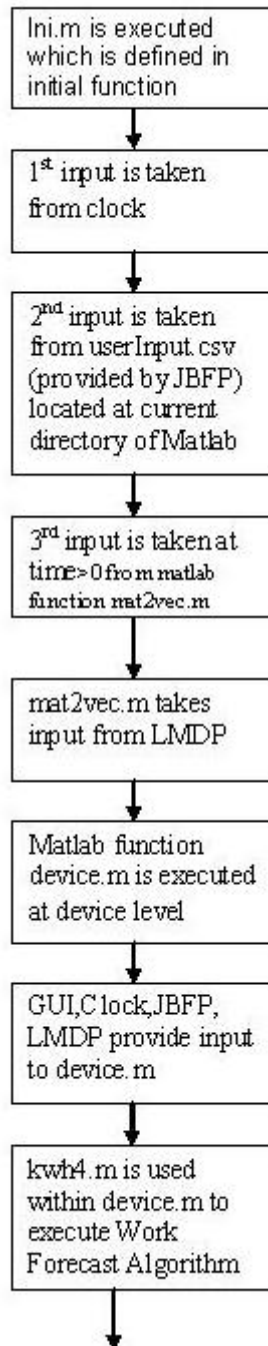 Ini.m is executed
which is defined in
initial function
1st input is taken
from clock
2nd input is taken
from userInput.csv
(provided by JBFP)
located at current
directory of Matlab
3rd input is taken at
time>0 from matlab
function mat2vec.m
mat2vec.m takes
input from LMDP
Matlab function
device.m is executed
at device level
GUI,Clock,JBFP,
LMDP provide input
to device.m
kwh4.m is used
within device.m to
execute Work
Forecast Algorithm